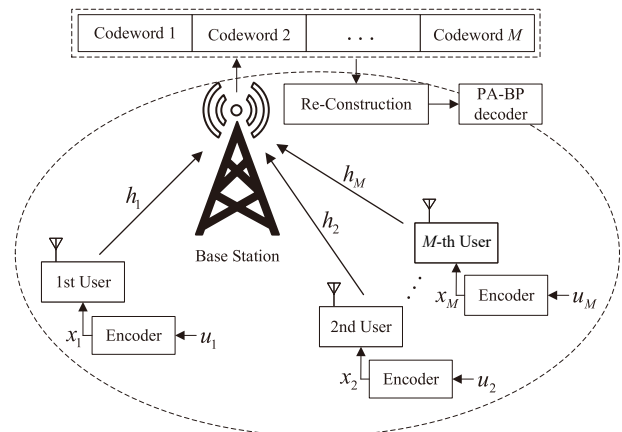 Codeword 1
Codeword 2
. . .
Codeword M
Re-Construction
PA-BP
decoder
h1
h2
hM
Base Station
1st User
x1
Encoder
u1
2nd User
x2
Encoder
u2
. . .
M-th User
xM
Encoder
uM